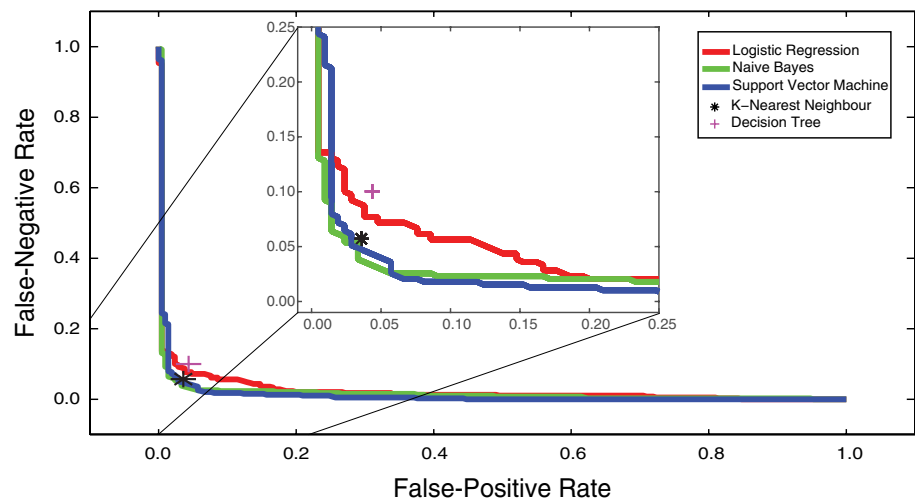 1.0
0.8
0.6
0.4
0.2
0.0
False-Negative Rate
0.0 0.2 0.4 0.6 0.8 1.0
False-Positive Rate
0.25
0.20
0.15
0.10
0.05
0.00
0.00 0.05 0.10 0.15 0.20 0.25
Logistic Regression
Naive Bayes
Support Vector Machine
K−Nearest Neighbour
Decision Tree